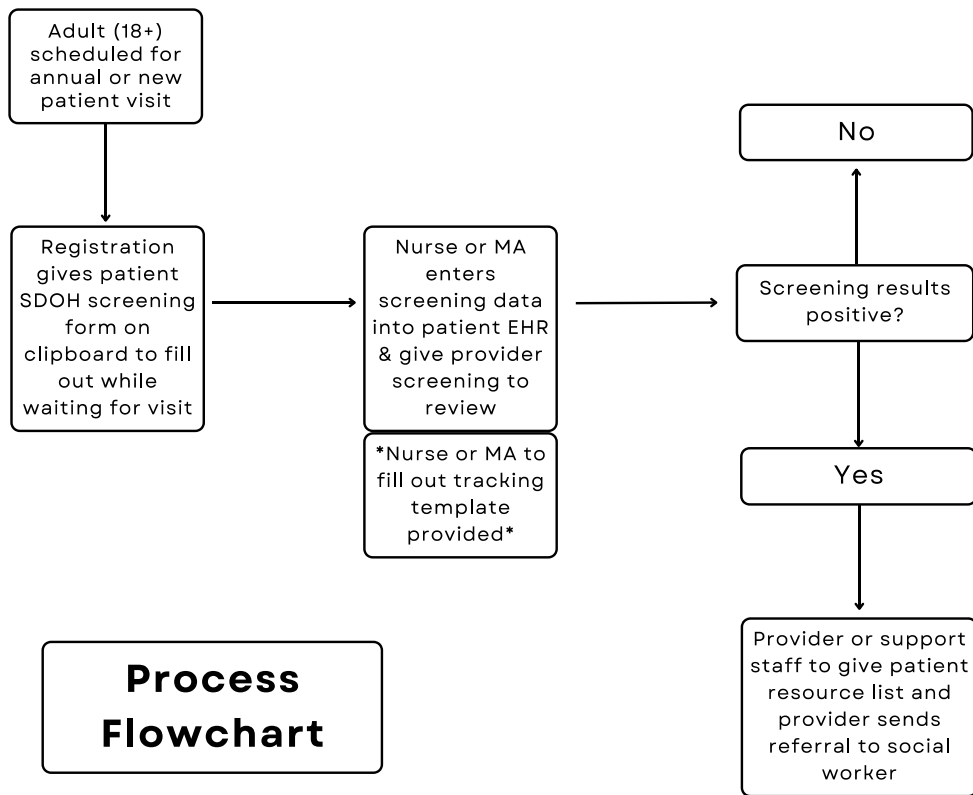 Adult (18+)
scheduled for
annual or new
patient visit
Registration
gives patient
SDOH screening
form on
clipboard to fill
out while
waiting for visit
Nurse or MA
enters
screening data
into patient EHR
& give provider
screening to
review
*Nurse or MA to
fill out tracking
template
provided*
Screening results
positive?
No
Yes
Provider or support
staff to give patient
resource list and
provider sends
referral to social
worker
Process
Flowchart